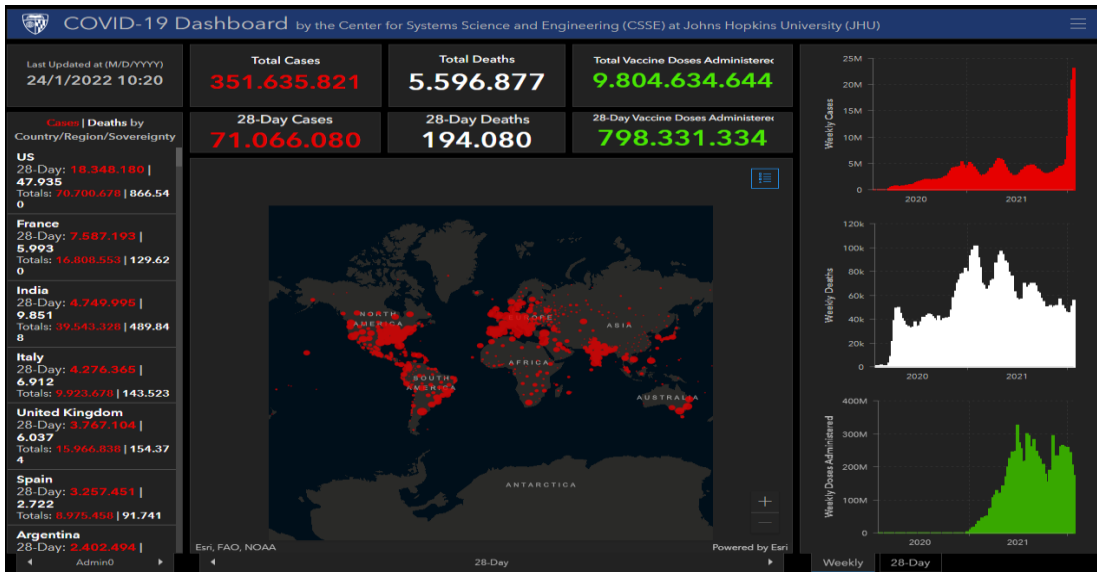 COVID-19 Dashboard by the Center for Systems Science and Engineering (CSSE) at Johns Hopkins University (JHU)
Last Updated at (M/D/YYYY)
24/1/2022 10:20
Cases | Deaths by
Country/Region/Sovereignty
US
28-Day: 18.348.180 |
47.935
Totals: 70.700.678 | 866.54
0
France
28-Day: 7.587.193 |
5.993
Totals: 16.808.553 | 129.62
0
India
28-Day: 4.749.995 |
9.851
Totals: 39.543.328 | 489.84
8
Italy
28-Day: 4.276.365 |
6.912
Totals: 9.923.678 | 143.523
United Kingdom
28-Day: 3.767.104 |
6.037
Totals: 15.966.838 | 154.37
4
Spain
28-Day: 3.257.451 |
2.722
Totals: 8.975.458 | 91.741
Argentina
28-Day: 2.402.494 |
Admin0
Total Cases
351.635.821
Total Deaths
5.596.877
Total Vaccine Doses Administered
9.804.634.644
28-Day Cases
71.066.080
28-Day Deaths
194.080
28-Day Vaccine Doses Administered
798.331.334
NORTH
AMERICA
EUROPE
ASIA
AFRICA
SOUTH
AMERICA
AUSTRALIA
ANTARCTICA
+
Esri, FAO, NOAA
Powered by Esri
28-Day
Weekly Cases
25M
20M
15M
10M
5M
0
2020 2021
Weekly Deaths
120k
100k
80k
60k
40k
20k
0
2020 2021
Weekly Doses Administered
400M
300M
200M
100M
0
2020 2021
Weekly 28-Day